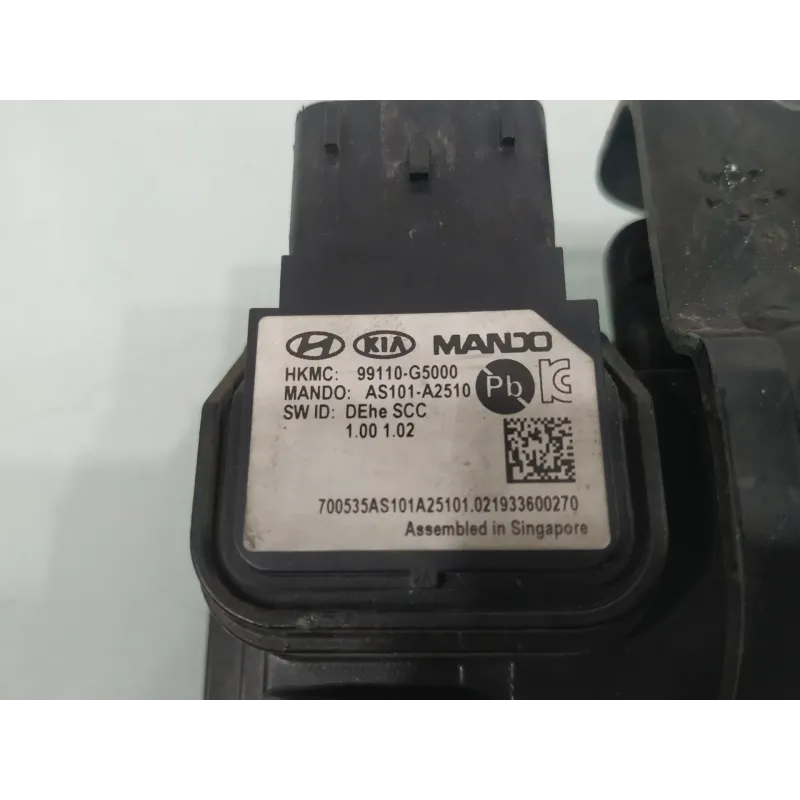 KIA MANDO
HKMC: 99110-G5000
MANDO: AS101-A2510
Pb
SW ID: DEhe SCC
1.00 1.02
700535AS101A25101.021933600270
Assembled in Singapore